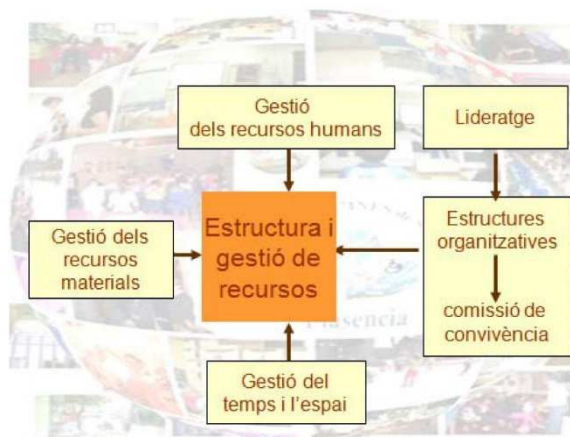 Gestió
dels recursos humans
Lideratge
Estructura i
gestió de
recursos
Estructures
organitzatives
comissió de
convivència
Gestió dels
recursos
materials
Plasencia
Gestió del
temps i l'espai